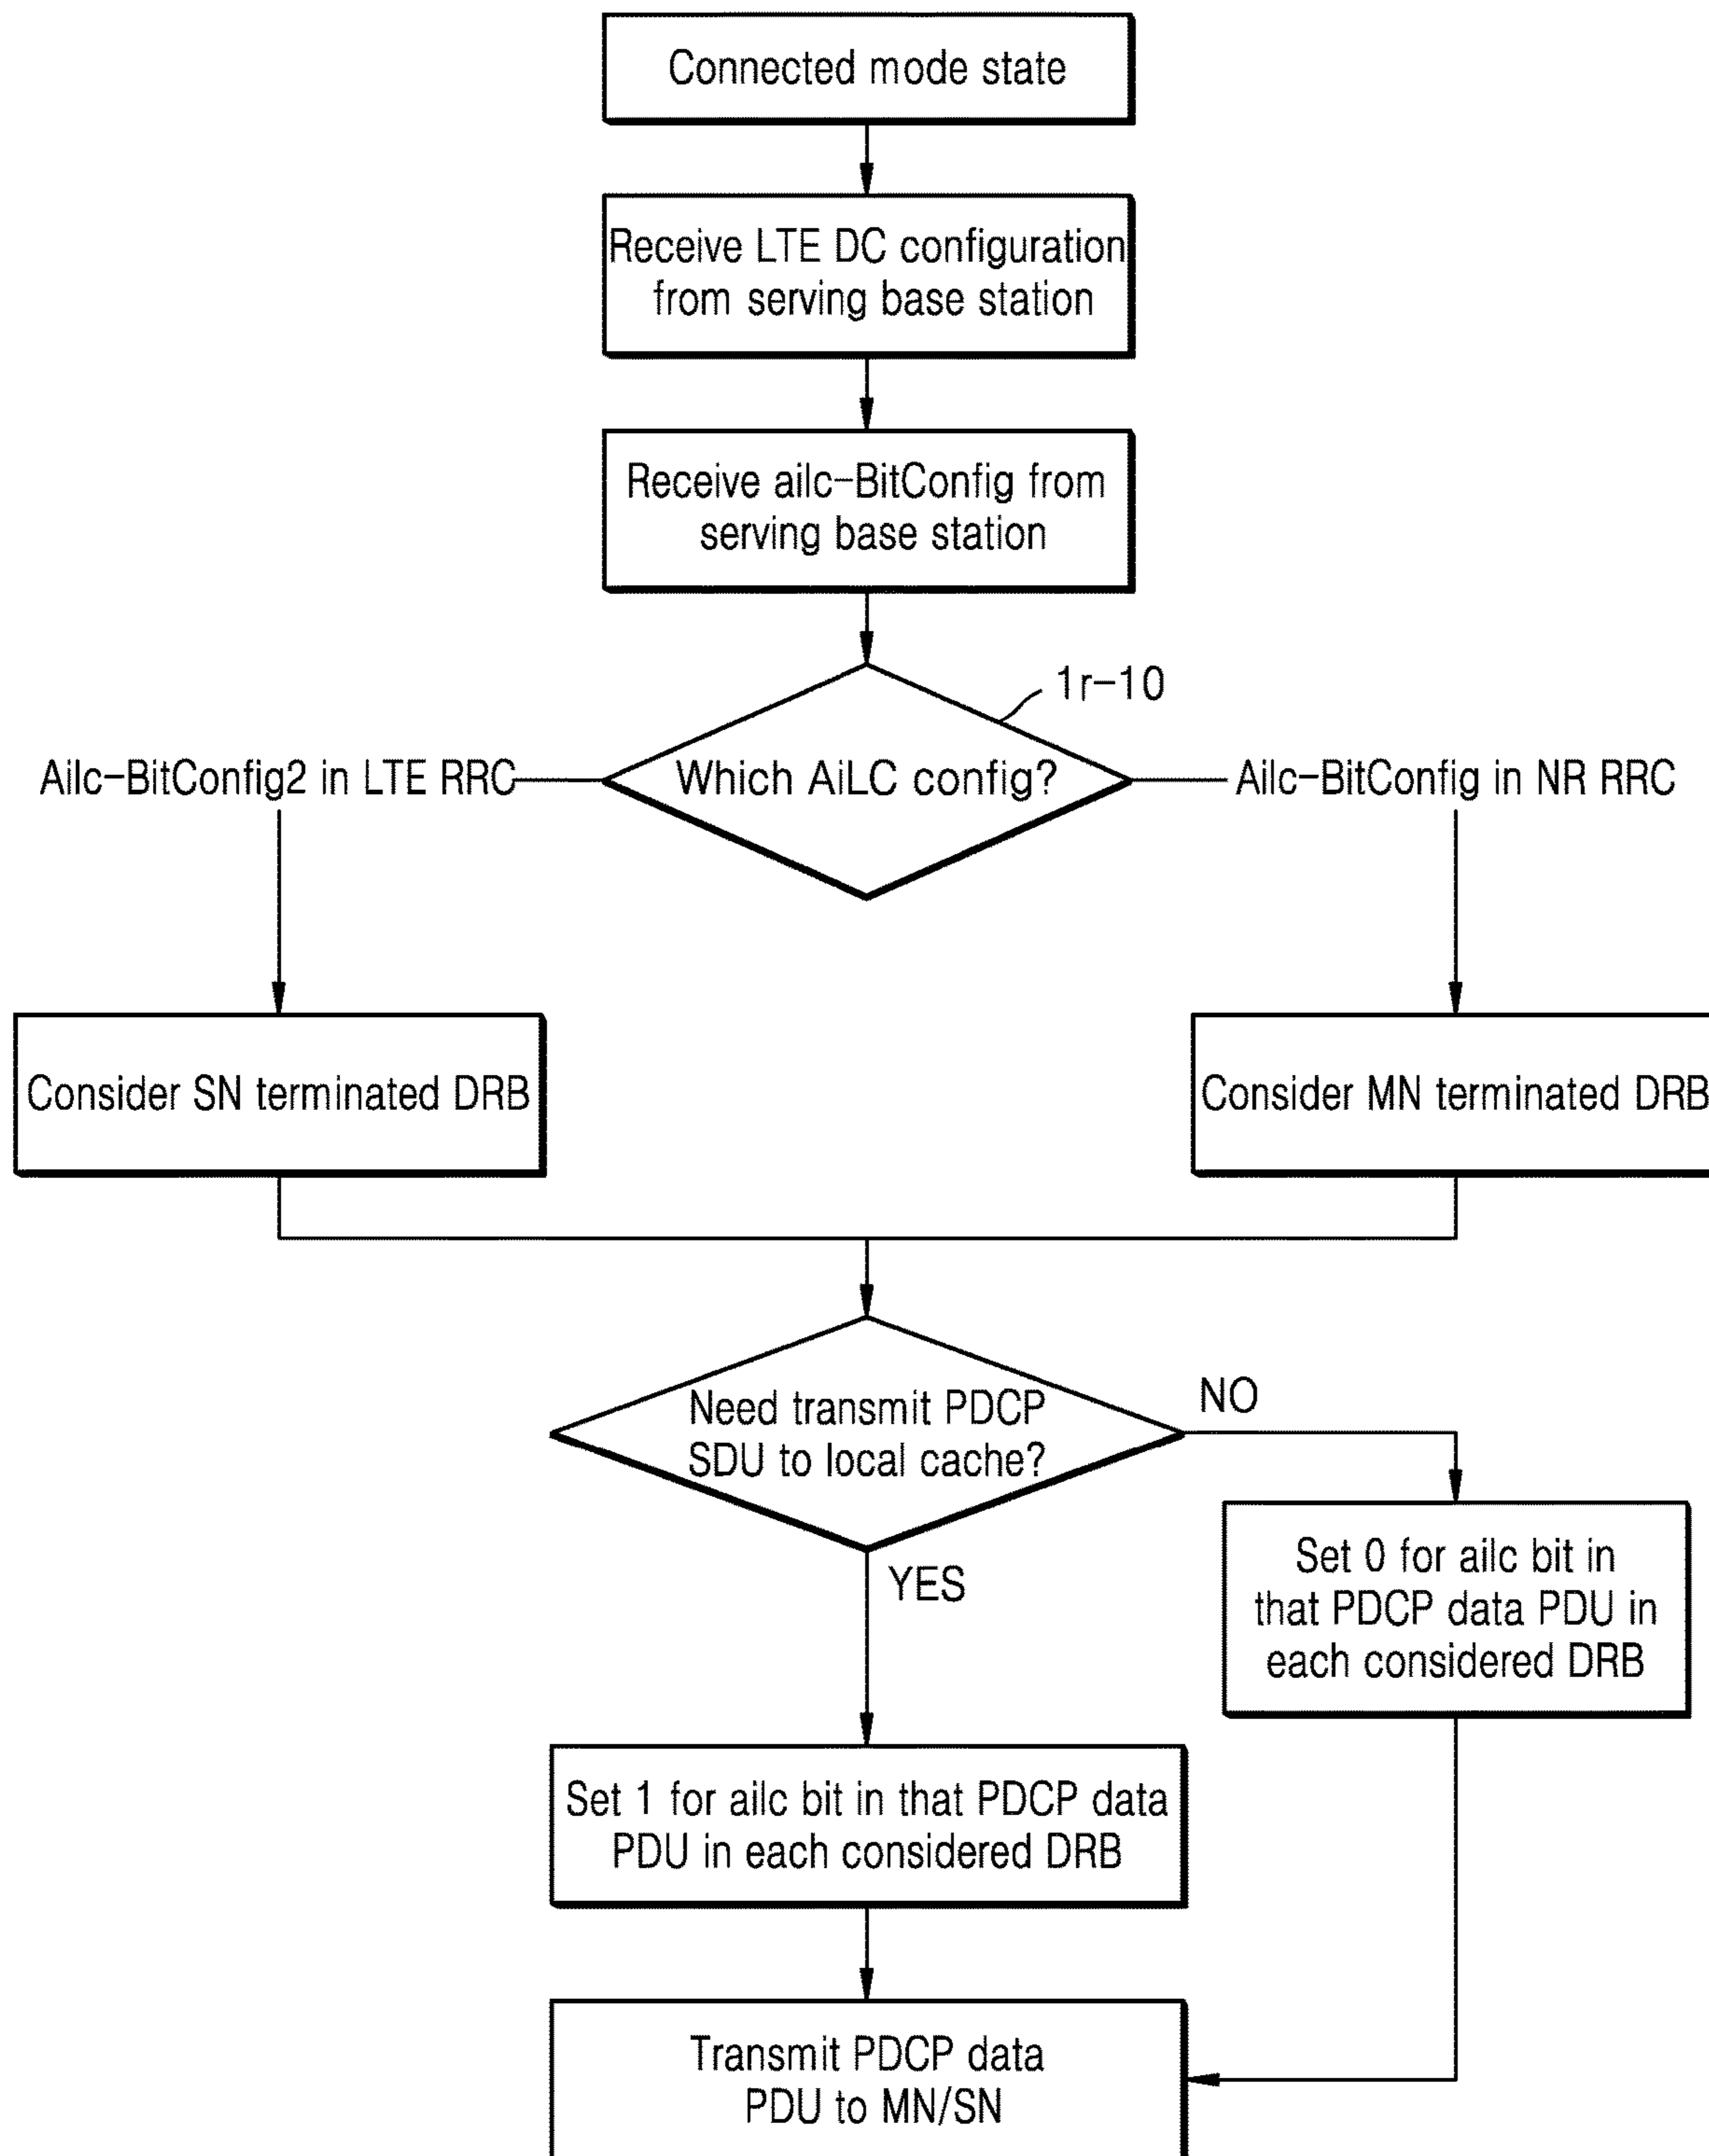 Connected mode state
Receive LTE DC configuration
from serving base station
Receive ailc-BitConfig from
serving base station
1r-10
Ailc-BitConfig2 in LTE RRC
Which AiLC config?
Ailc-BitConfig in NR RRC
Consider SN terminated DRB
Consider MN terminated DRB
Need transmit PDCP
SDU to local cache?
NO
YES
Set 0 for ailc bit in
that PDCP data PDU in
each considered DRB
Set 1 for ailc bit in that PDCP data
PDU in each considered DRB
Transmit PDCP data
PDU to MN/SN